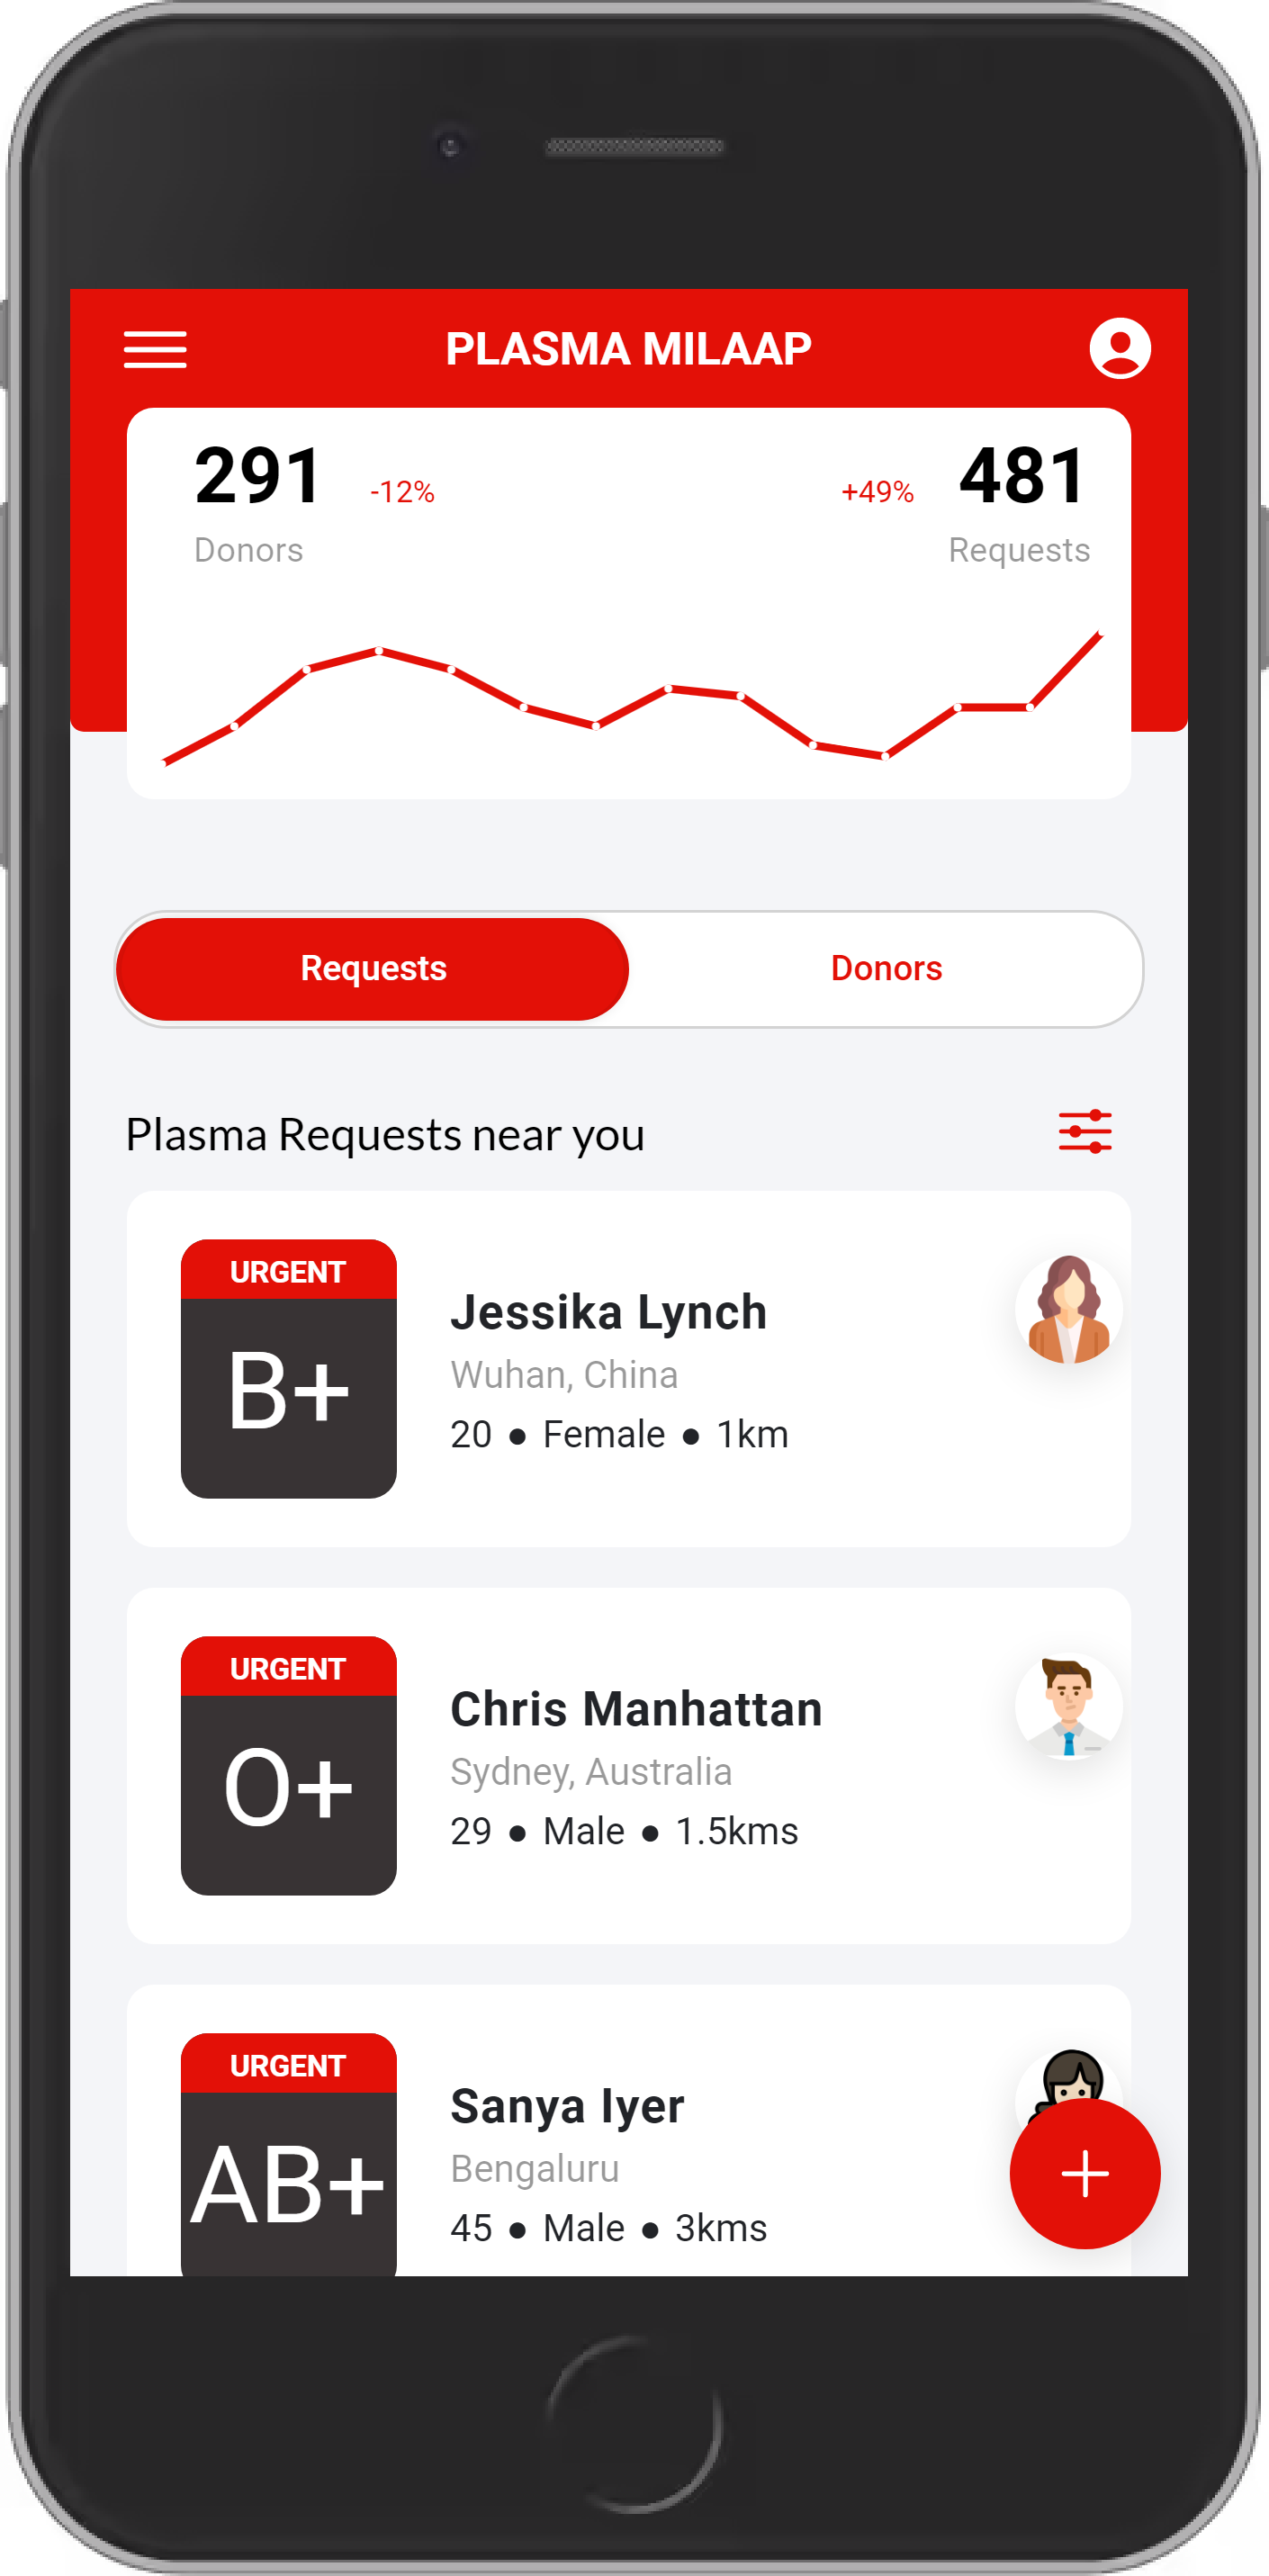 PLASMA MILAAP
291 -12% +49% 481
Donors Requests
Requests Donors
Plasma Requests near you
URGENT
B+
Jessika Lynch
Wuhan, China
20 ● Female ● 1km
URGENT
O+
Chris Manhattan
Sydney, Australia
29 ● Male ● 1.5kms
URGENT
AB+
Sanya Iyer
Bengaluru
45 ● Male ● 3kms